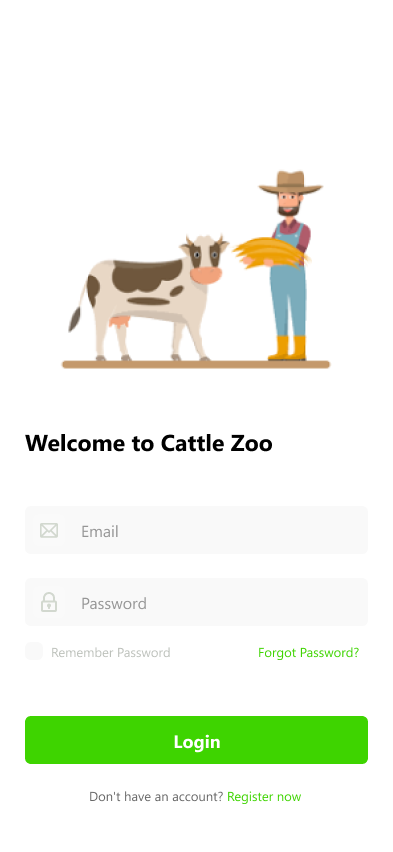 Welcome to Cattle Zoo
Email
Password
Remember Password
Forgot Password?
Login
Don't have an account? Register now